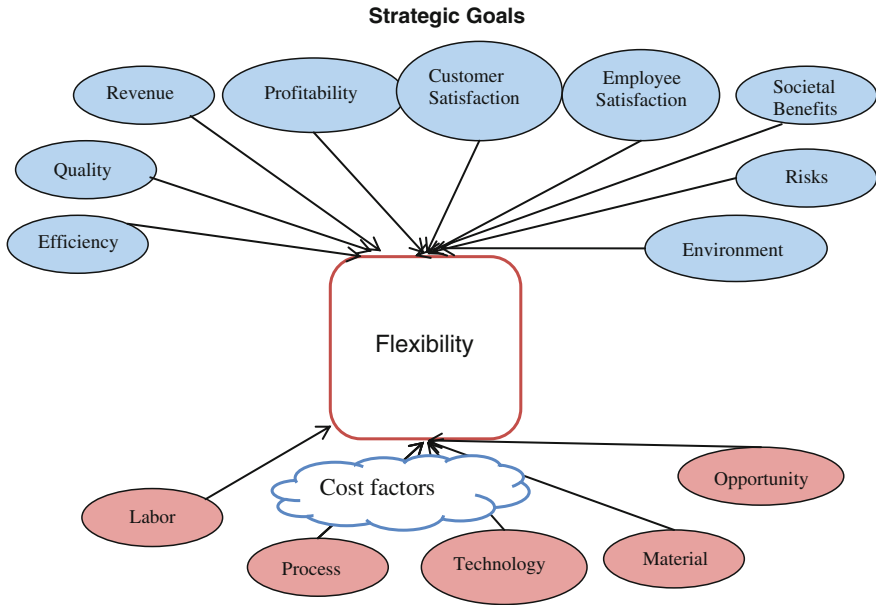 Strategic Goals
Revenue
Profitability
Customer
Satisfaction
Employee
Satisfaction
Societal
Benefits
Quality
Risks
Efficiency
Environment
Flexibility
Cost factors
Opportunity
Labor
Process
Technology
Material